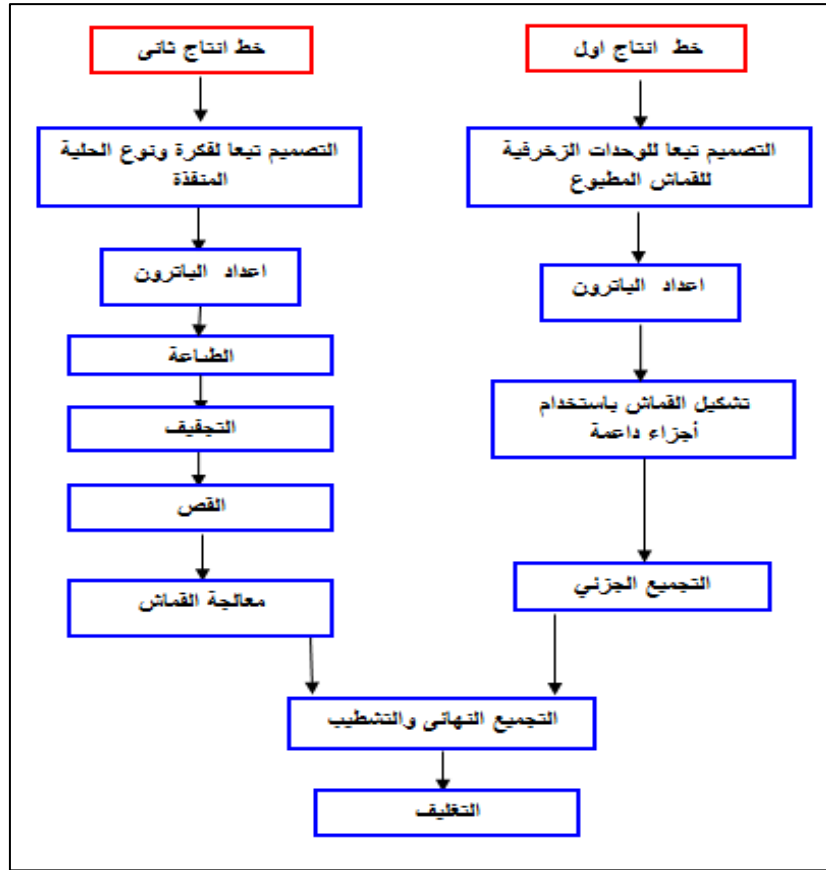 خط انتاج اول
التصميم تبعا للوحدات الزخرفية
للقماش المطبوع
اعداد الباترون
تشكيل القماش باستخدام
أجزاء داعمة
التجميع الجزئي
خط انتاج ثانى
التصميم تبعا لفكرة ونوع الحلية
المنفذة
اعداد الباترون
الطباعة
التجفيف
القص
معالجة القماش
التجميع النهائى والتشطيب
التغليف